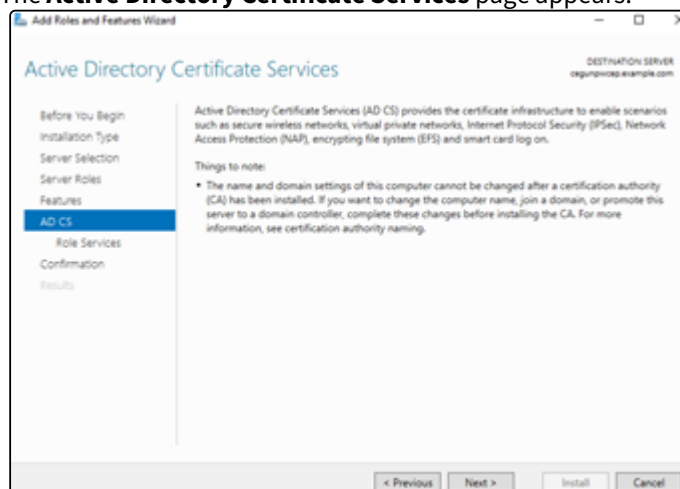 The Active Directory Certificate Services page appears.
Add Roles and Features Wizard
Active Directory Certificate Services
DESTINATION SERVER
cegunpwcep.example.com
Before You Begin
Installation Type
Server Selection
Server Roles
Features
AD CS
Role Services
Confirmation
Results
Active Directory Certificate Services (AD CS) provides the certificate infrastructure to enable scenarios
such as secure wireless networks, virtual private networks, Internet Protocol Security (IPSec), Network
Access Protection (NAP), encrypting file system (EFS) and smart card log on.
Things to note:
• The name and domain settings of this computer cannot be changed after a certification authority
(CA) has been installed. If you want to change the computer name, join a domain, or promote this
server to a domain controller, complete these changes before installing the CA. For more
information, see certification authority naming.
< Previous
Next >
Install
Cancel